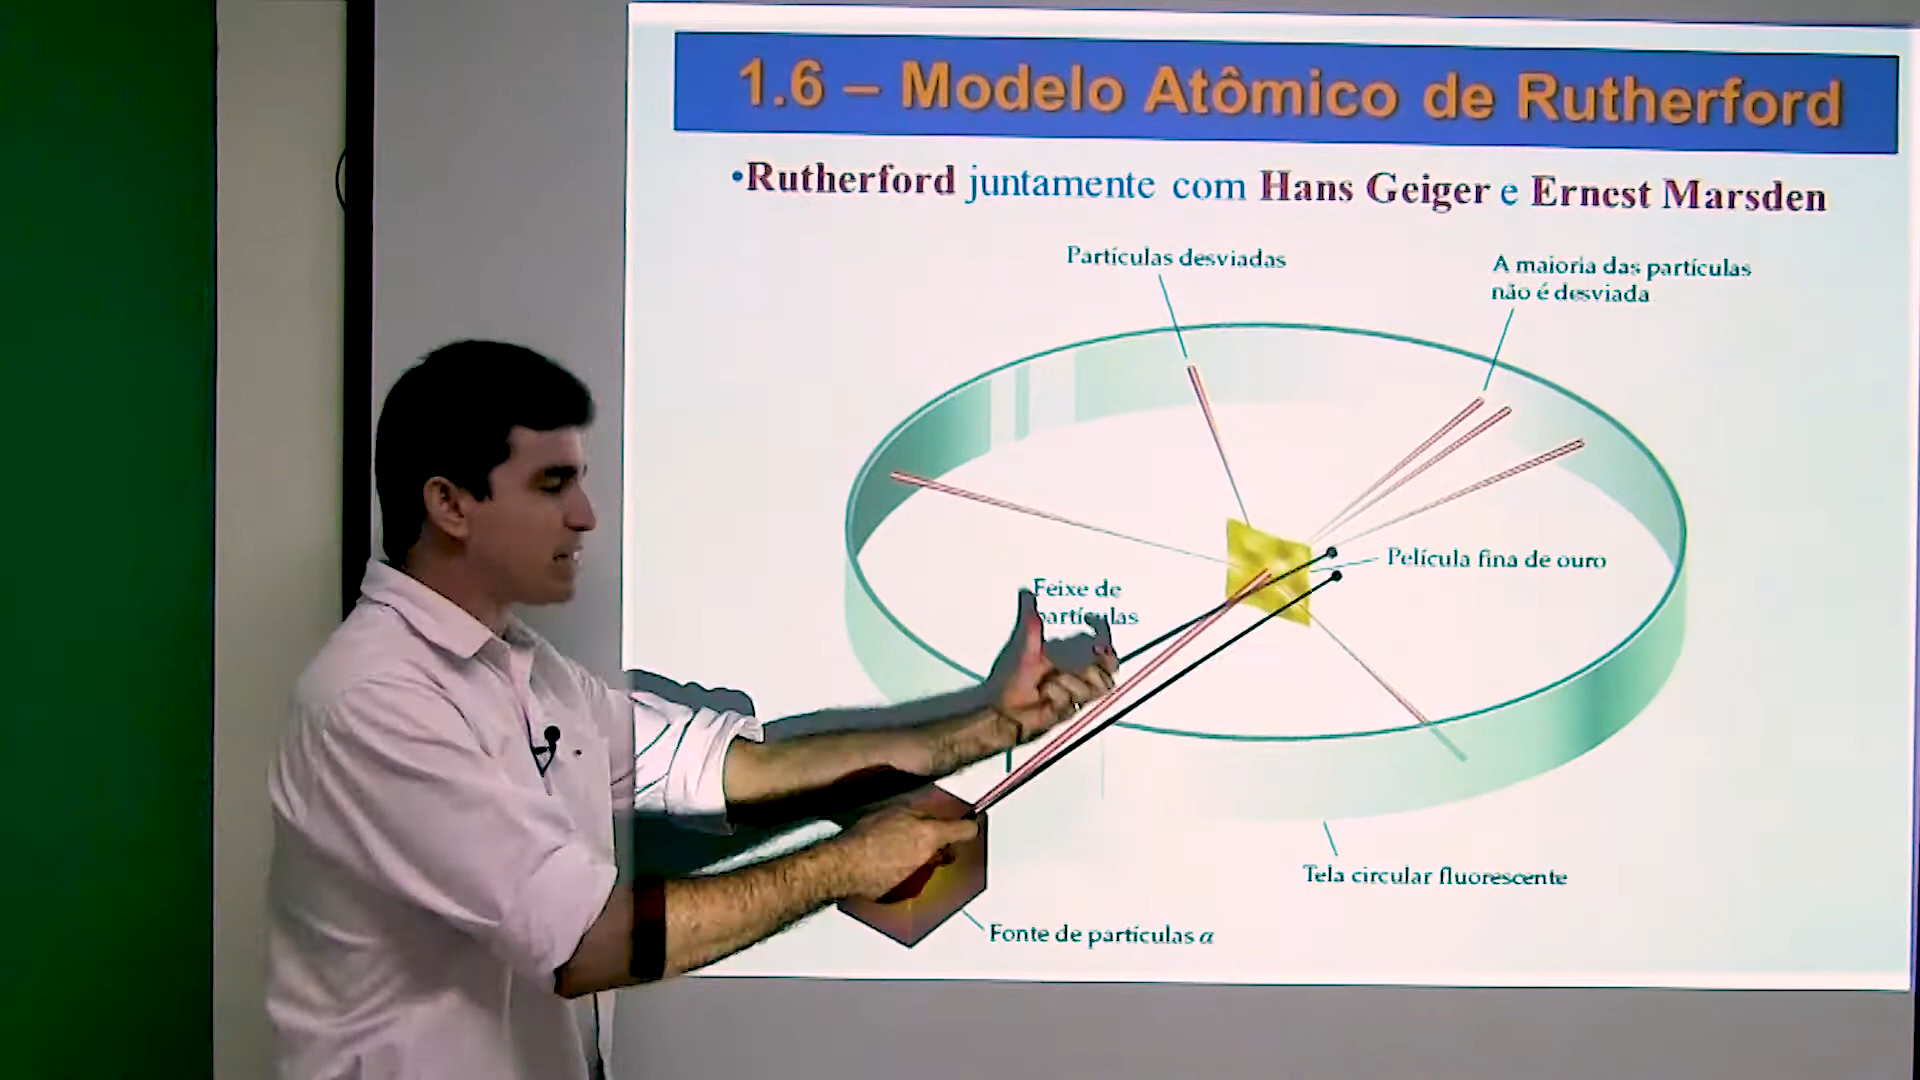 1.6 – Modelo Atômico de Rutherford
•Rutherford juntamente com Hans Geiger e Ernest Marsden
Partículas desviadas
A maioria das partículas
não é desviada
Película fina de ouro
Feixe de
partículas
Tela circular fluorescente
Fonte de partículas α